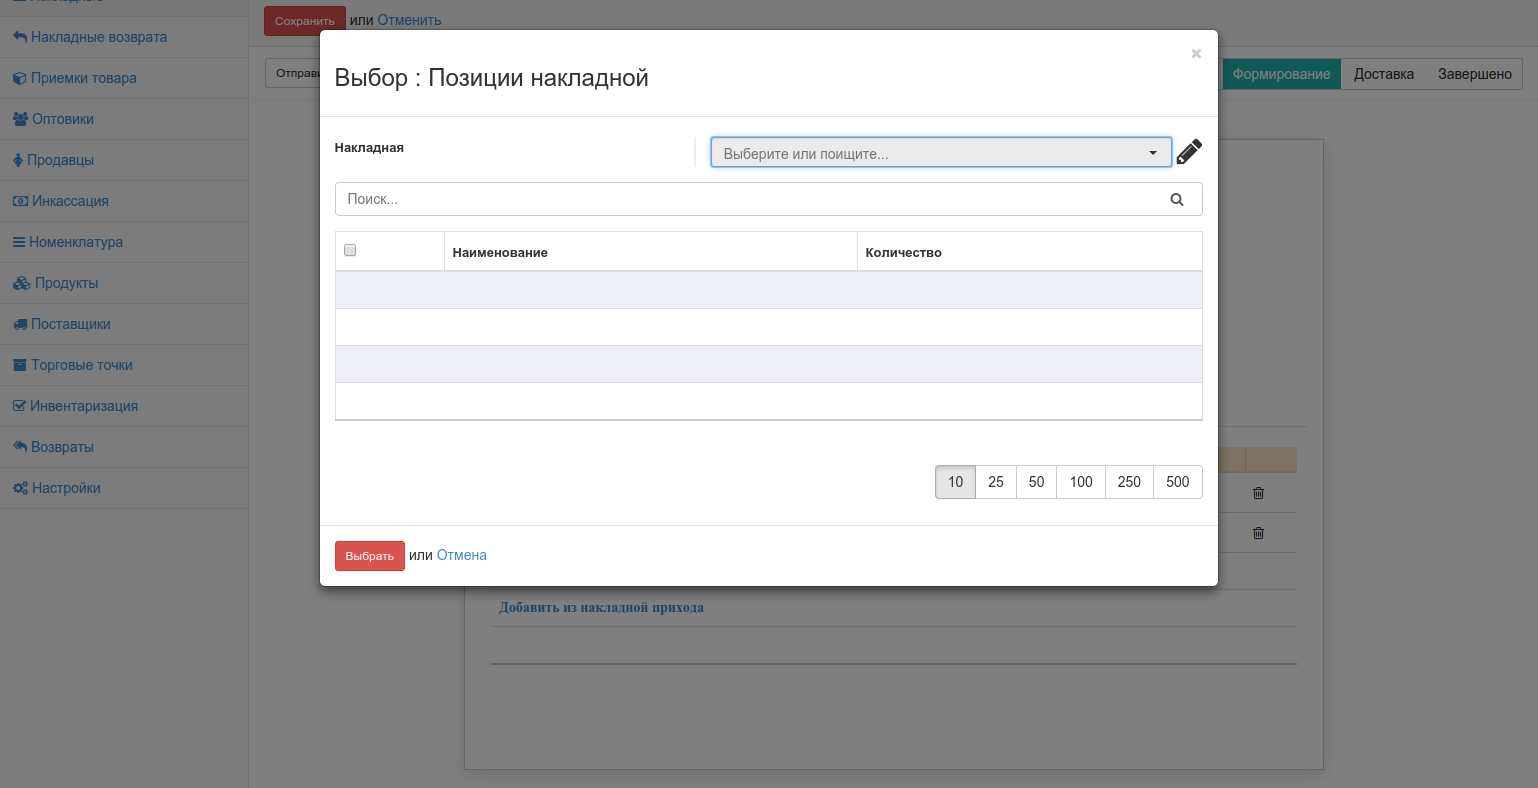 Накладные
Сохранить или Отменить
Накладные возврата
Приемки товара
Оптовики
Продавцы
Инкассация
Номенклатура
Продукты
Поставщики
Торговые точки
Инвентаризация
Возвраты
Настройки
Формирование Доставка Завершено
×
Выбор : Позиции накладной
Накладная
Выберите или поищите...
Поиск...
Наименование Количество
10 25 50 100 250 500
Выбрать или Отмена
Добавить из накладной прихода